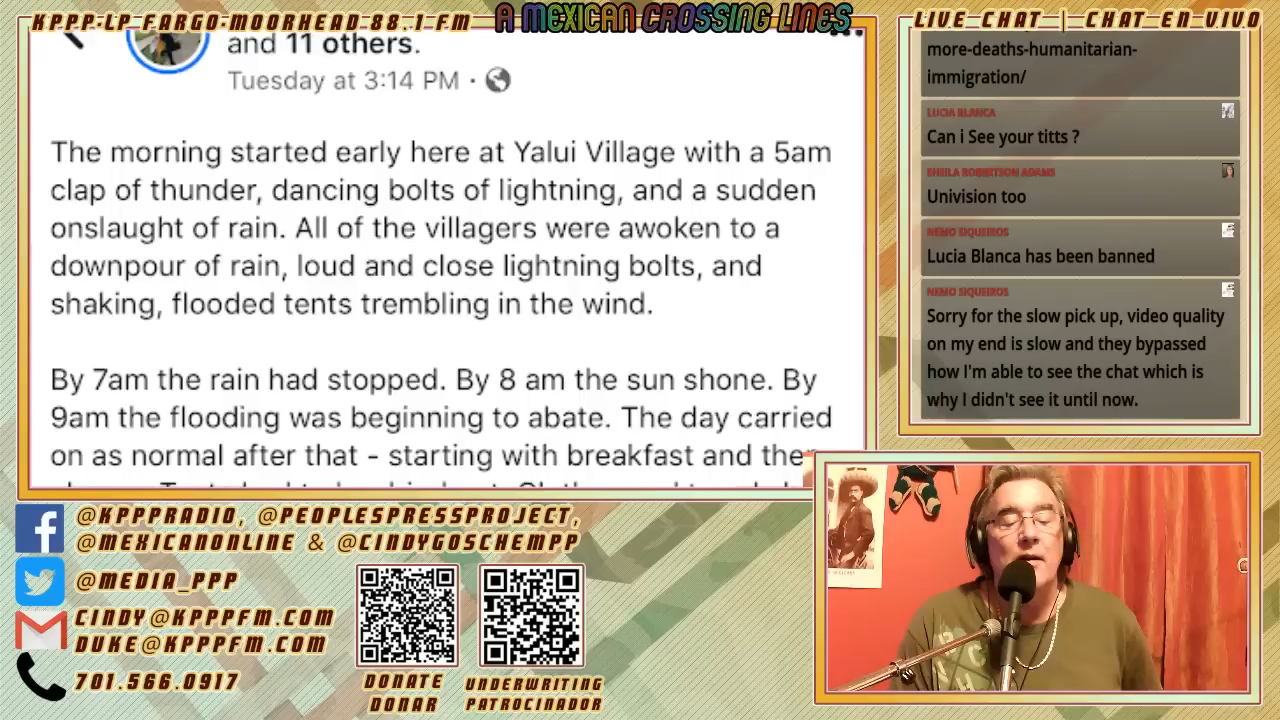 KPPP-LP FARGO-MOORHEAD 88.1 FM
A MEXICAN CROSSING LINES
LIVE CHAT | CHAT EN VIVO
and 11 others.
Tuesday at 3:14 PM ·
The morning started early here at Yalui Village with a 5am
clap of thunder, dancing bolts of lightning, and a sudden
onslaught of rain. All of the villagers were awoken to a
downpour of rain, loud and close lightning bolts, and
shaking, flooded tents trembling in the wind.
By 7am the rain had stopped. By 8 am the sun shone. By
9am the flooding was beginning to abate. The day carried
on as normal after that - starting with breakfast and then
more-deaths-humanitarian-
immigration/
LUCIA BLANCA
Can i See your titts ?
SHEILA ROBERTSON ADAMS
Univision too
NEMO SIQUEIROS
Lucia Blanca has been banned
NEMO SIQUEIROS
Sorry for the slow pick up, video quality
on my end is slow and they bypassed
how I'm able to see the chat which is
why I didn't see it until now.
@KPPPRADIO, @PEOPLESPRESSPROJECT,
@MEXICANONLINE & @CINDYGOSCHEMPP
@MEDIA_PPP
CINDY@KPPPFM.COM
DUKE@KPPPFM.COM
701.566.0917
DONATE
DONAR
UNDERWRITING
PATROCINADOR